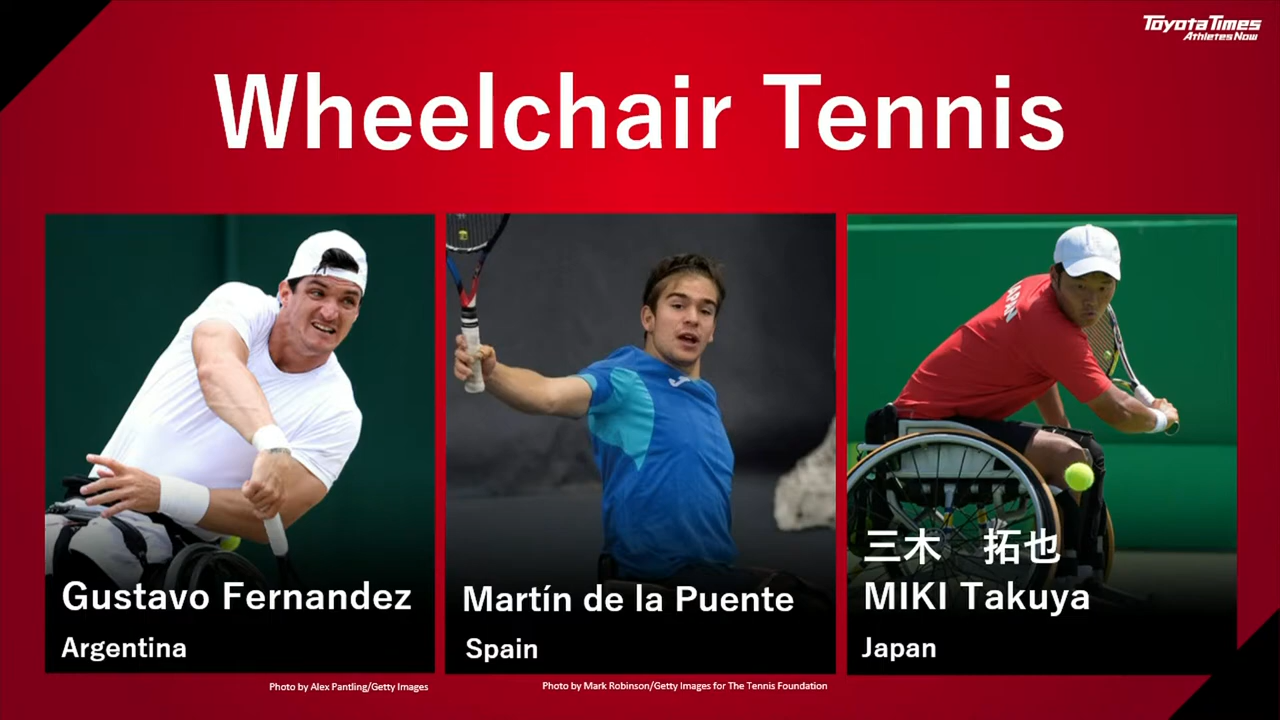 Toyota Times
Athletes Now
Wheelchair Tennis
JAPAN
Gustavo Fernandez
Argentina
Martín de la Puente
Spain
三木　拓也
MIKI Takuya
Japan
Photo by Alex Pantling/Getty Images
Photo by Mark Robinson/Getty Images for The Tennis Foundation